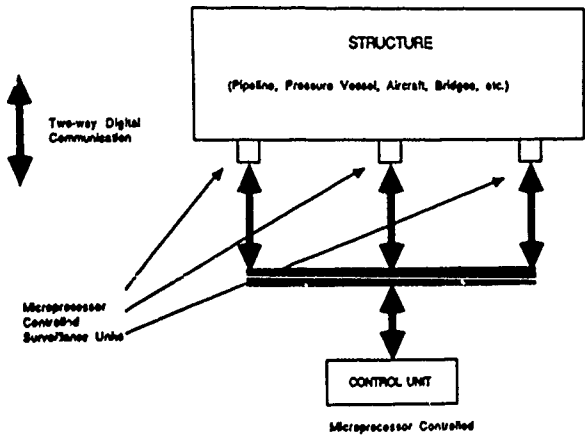 STRUCTURE
(Pipeline, Pressure Vessel, Aircraft, Bridges, etc.)
Two-way Digital
Communication
Microprocessor
Controlled
Surveillance Units
CONTROL UNIT
Microprocessor Controlled